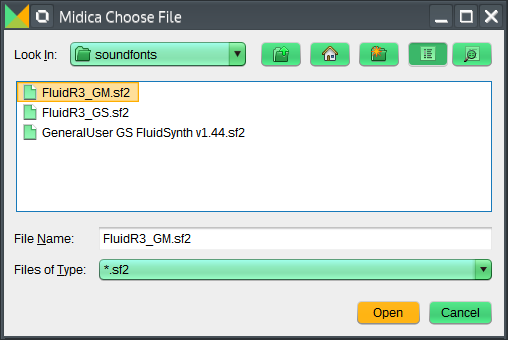 Midica Choose File
Look In: soundfonts
FluidR3_GM.sf2
FluidR3_GS.sf2
GeneralUser GS FluidSynth v1.44.sf2
File Name: FluidR3_GM.sf2
Files of Type: *.sf2
Open Cancel